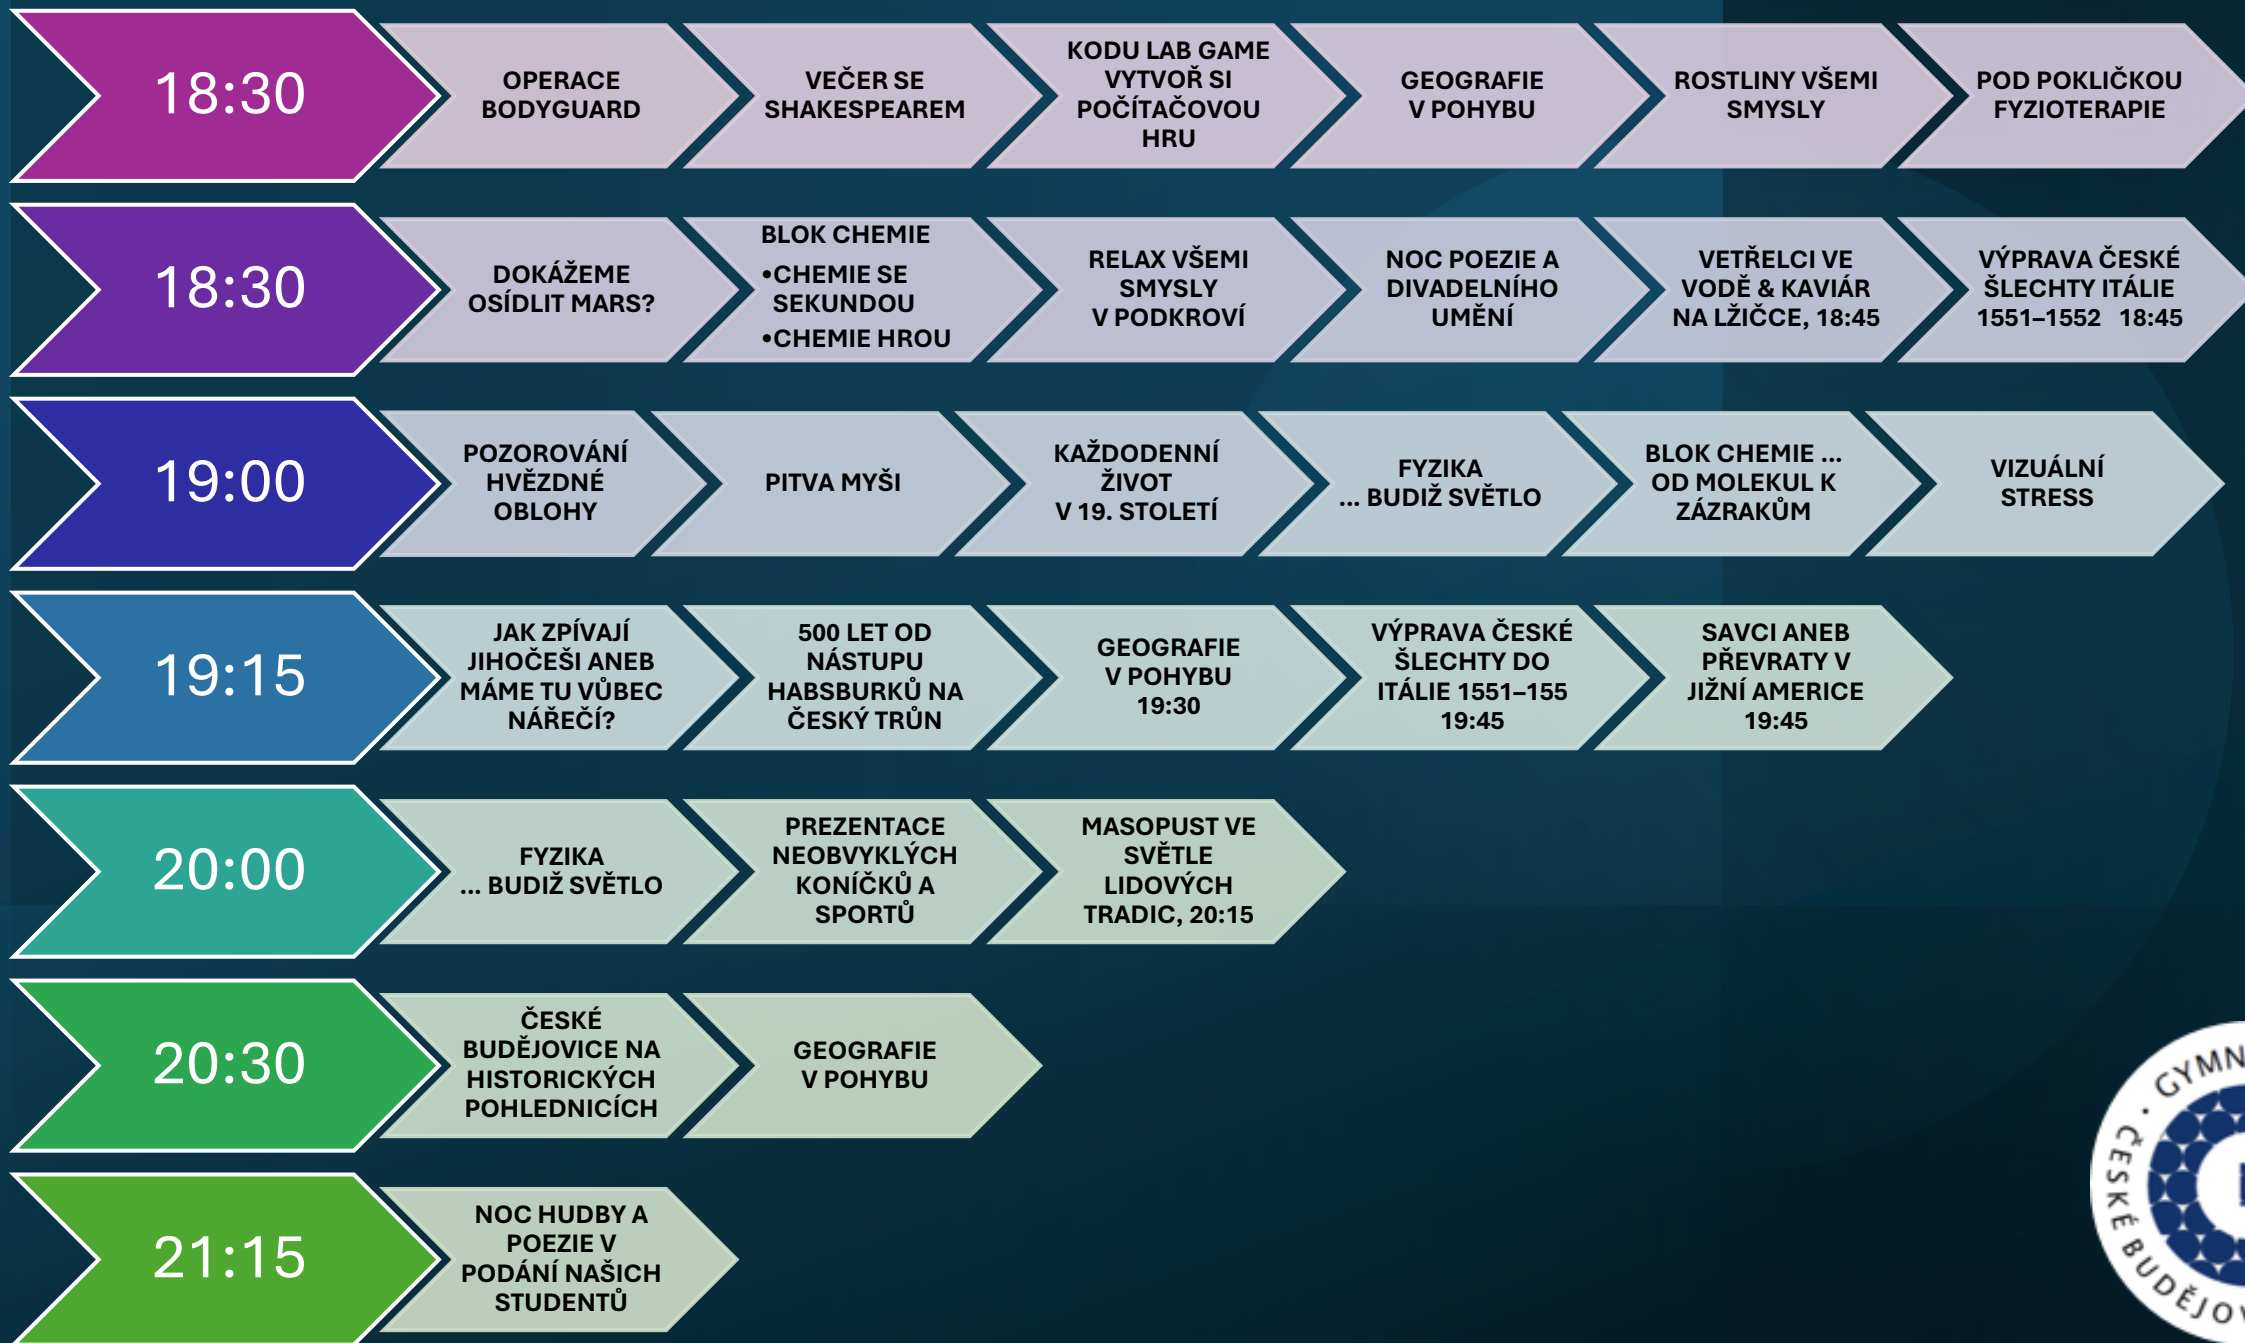 18:30
OPERACE
BODYGUARD
VEČER SE
SHAKESPEAREM
KODU LAB GAME
VYTVOŘ SI
POČÍTAČOVOU
HRU
GEOGRAFIE
V POHYBU
ROSTLINY VŠEMI
SMYSLY
POD POKLIČKOU
FYZIOTERAPIE
18:30
DOKÁŽEME
OSÍDLIT MARS?
BLOK CHEMIE
•CHEMIE SE
SEKUNDOU
•CHEMIE HROU
RELAX VŠEMI
SMYSLY
V PODKROVÍ
NOC POEZIE A
DIVADELNÍHO
UMĚNÍ
VETŘELCI VE
VODĚ & KAVIÁR
NA LŽIČCE, 18:45
VÝPRAVA ČESKÉ
ŠLECHTY ITÁLIE
1551–1552 18:45
19:00
POZOROVÁNÍ
HVĚZDNÉ
OBLOHY
PITVA MYŠI
KAŽDODENNÍ
ŽIVOT
V 19. STOLETÍ
FYZIKA
... BUDIŽ SVĚTLO
BLOK CHEMIE ...
OD MOLEKUL K
ZÁZRAKŮM
VIZUÁLNÍ
STRESS
19:15
JAK ZPÍVAJÍ
JIHOČEŠI ANEB
MÁME TU VŮBEC
NÁŘEČÍ?
500 LET OD
NÁSTUPU
HABSBURKŮ NA
ČESKÝ TRŮN
GEOGRAFIE
V POHYBU
19:30
VÝPRAVA ČESKÉ
ŠLECHTY DO
ITÁLIE 1551–155
19:45
SAVCI ANEB
PŘEVRATY V
JIŽNÍ AMERICE
19:45
20:00
FYZIKA
... BUDIŽ SVĚTLO
PREZENTACE
NEOBVYKLÝCH
KONÍČKŮ A
SPORTŮ
MASOPUST VE
SVĚTLE
LIDOVÝCH
TRADIC, 20:15
20:30
ČESKÉ
BUDĚJOVICE NA
HISTORICKÝCH
POHLEDNICÍCH
GEOGRAFIE
V POHYBU
21:15
NOC HUDBY A
POEZIE V
PODÁNÍ NAŠICH
STUDENTŮ
· GYMN
ČESKÉ BUDĚJOV